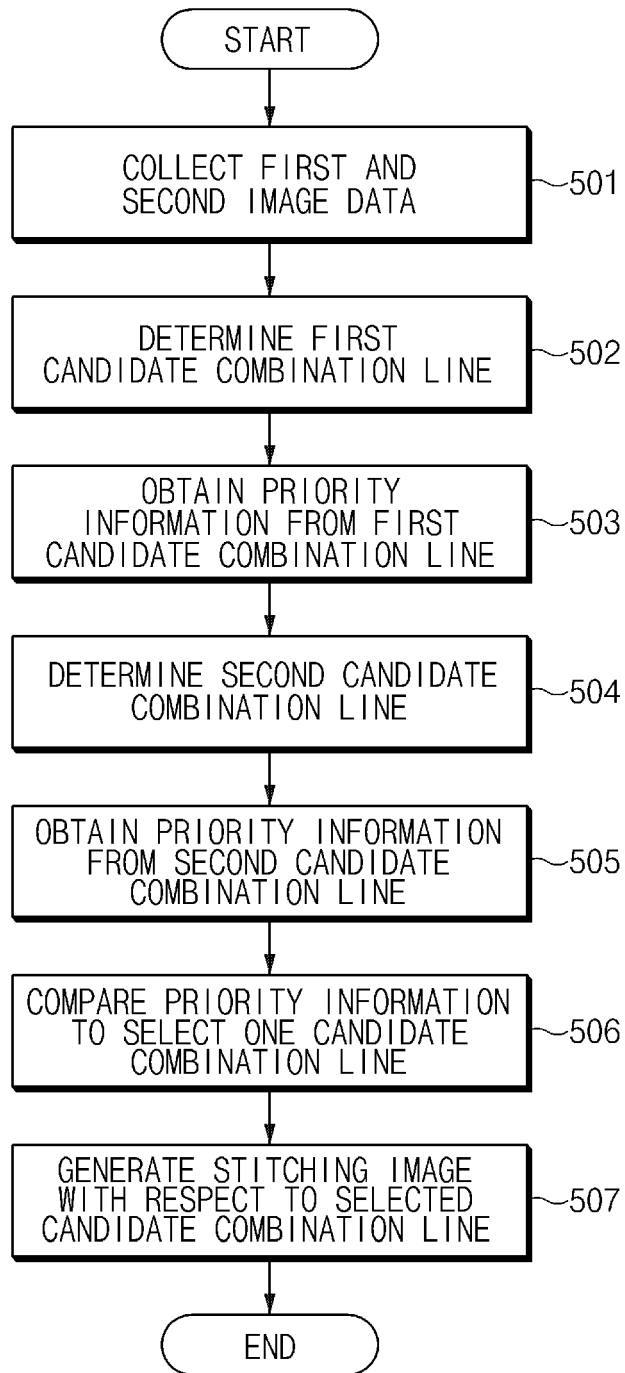 START
COLLECT FIRST AND
SECOND IMAGE DATA
501
DETERMINE FIRST
CANDIDATE COMBINATION LINE
502
OBTAIN PRIORITY
INFORMATION FROM FIRST
CANDIDATE COMBINATION LINE
503
DETERMINE SECOND CANDIDATE
COMBINATION LINE
504
OBTAIN PRIORITY INFORMATION
FROM SECOND CANDIDATE
COMBINATION LINE
505
COMPARE PRIORITY INFORMATION
TO SELECT ONE CANDIDATE
COMBINATION LINE
506
GENERATE STITCHING IMAGE
WITH RESPECT TO SELECTED
CANDIDATE COMBINATION LINE
507
END